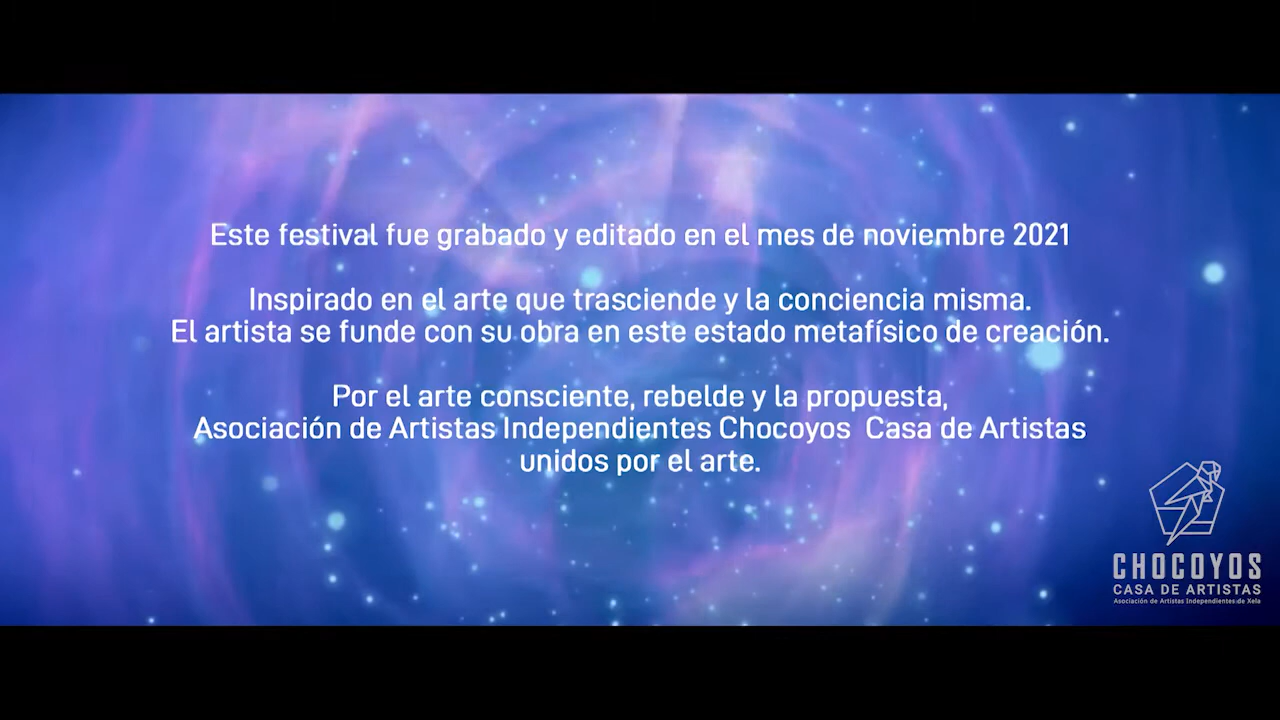 Este festival fue grabado y editado en el mes de noviembre 2021
Inspirado en el arte que trasciende y la conciencia misma.
El artista se funde con su obra en este estado metafísico de creación.
Por el arte consciente, rebelde y la propuesta,
Asociación de Artistas Independientes Chocoyos  Casa de Artistas
unidos por el arte.
CHOCOYOS
CASA DE ARTISTAS
Asociación de Artistas Independientes de Xela